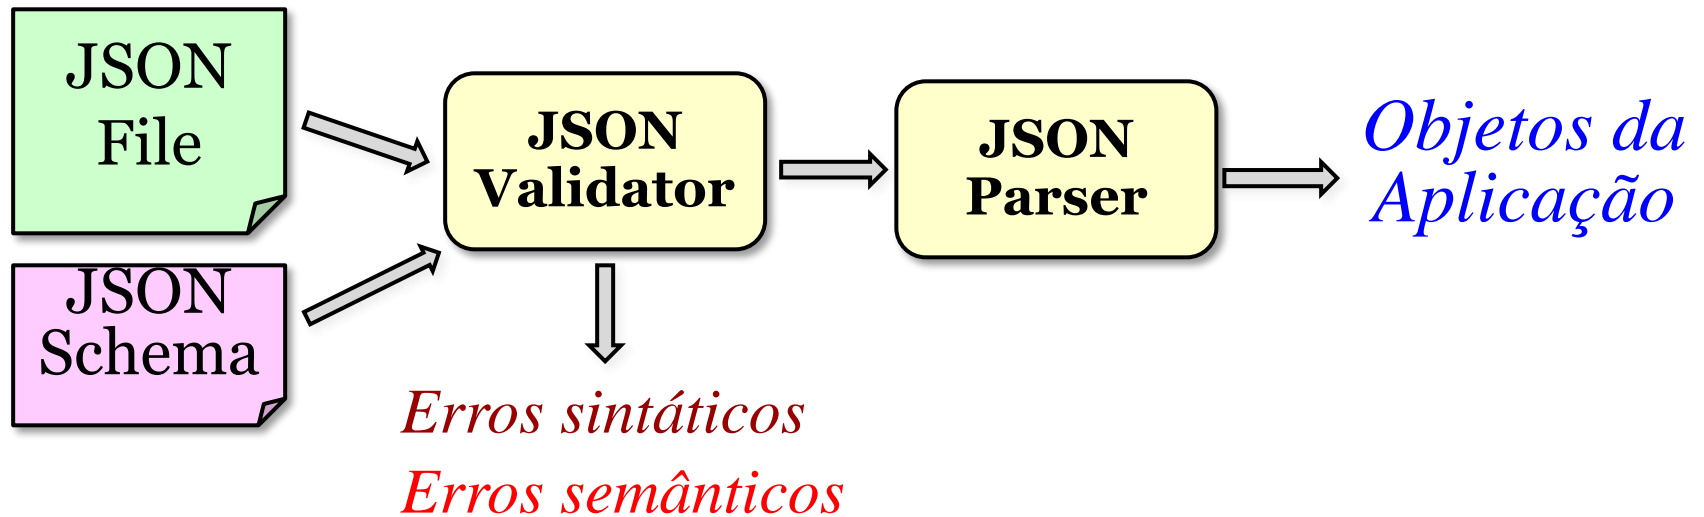 JSON
File
JSON
Schema
JSON
Validator
JSON
Parser
Objetos da
Aplicação
Erros sintáticos
Erros semânticos